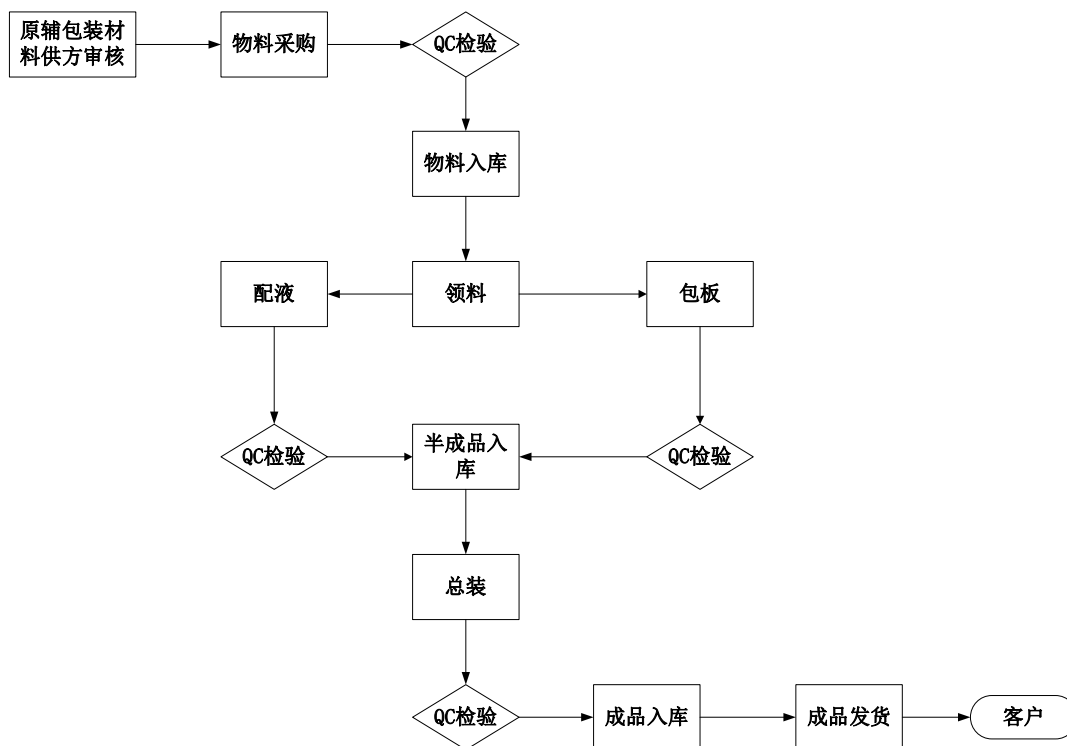 原辅包装材
料供方审核
物料采购
QC检验
物料入库
配液
领料
包板
QC检验
半成品入
库
QC检验
总装
QC检验
成品入库
成品发货
客户